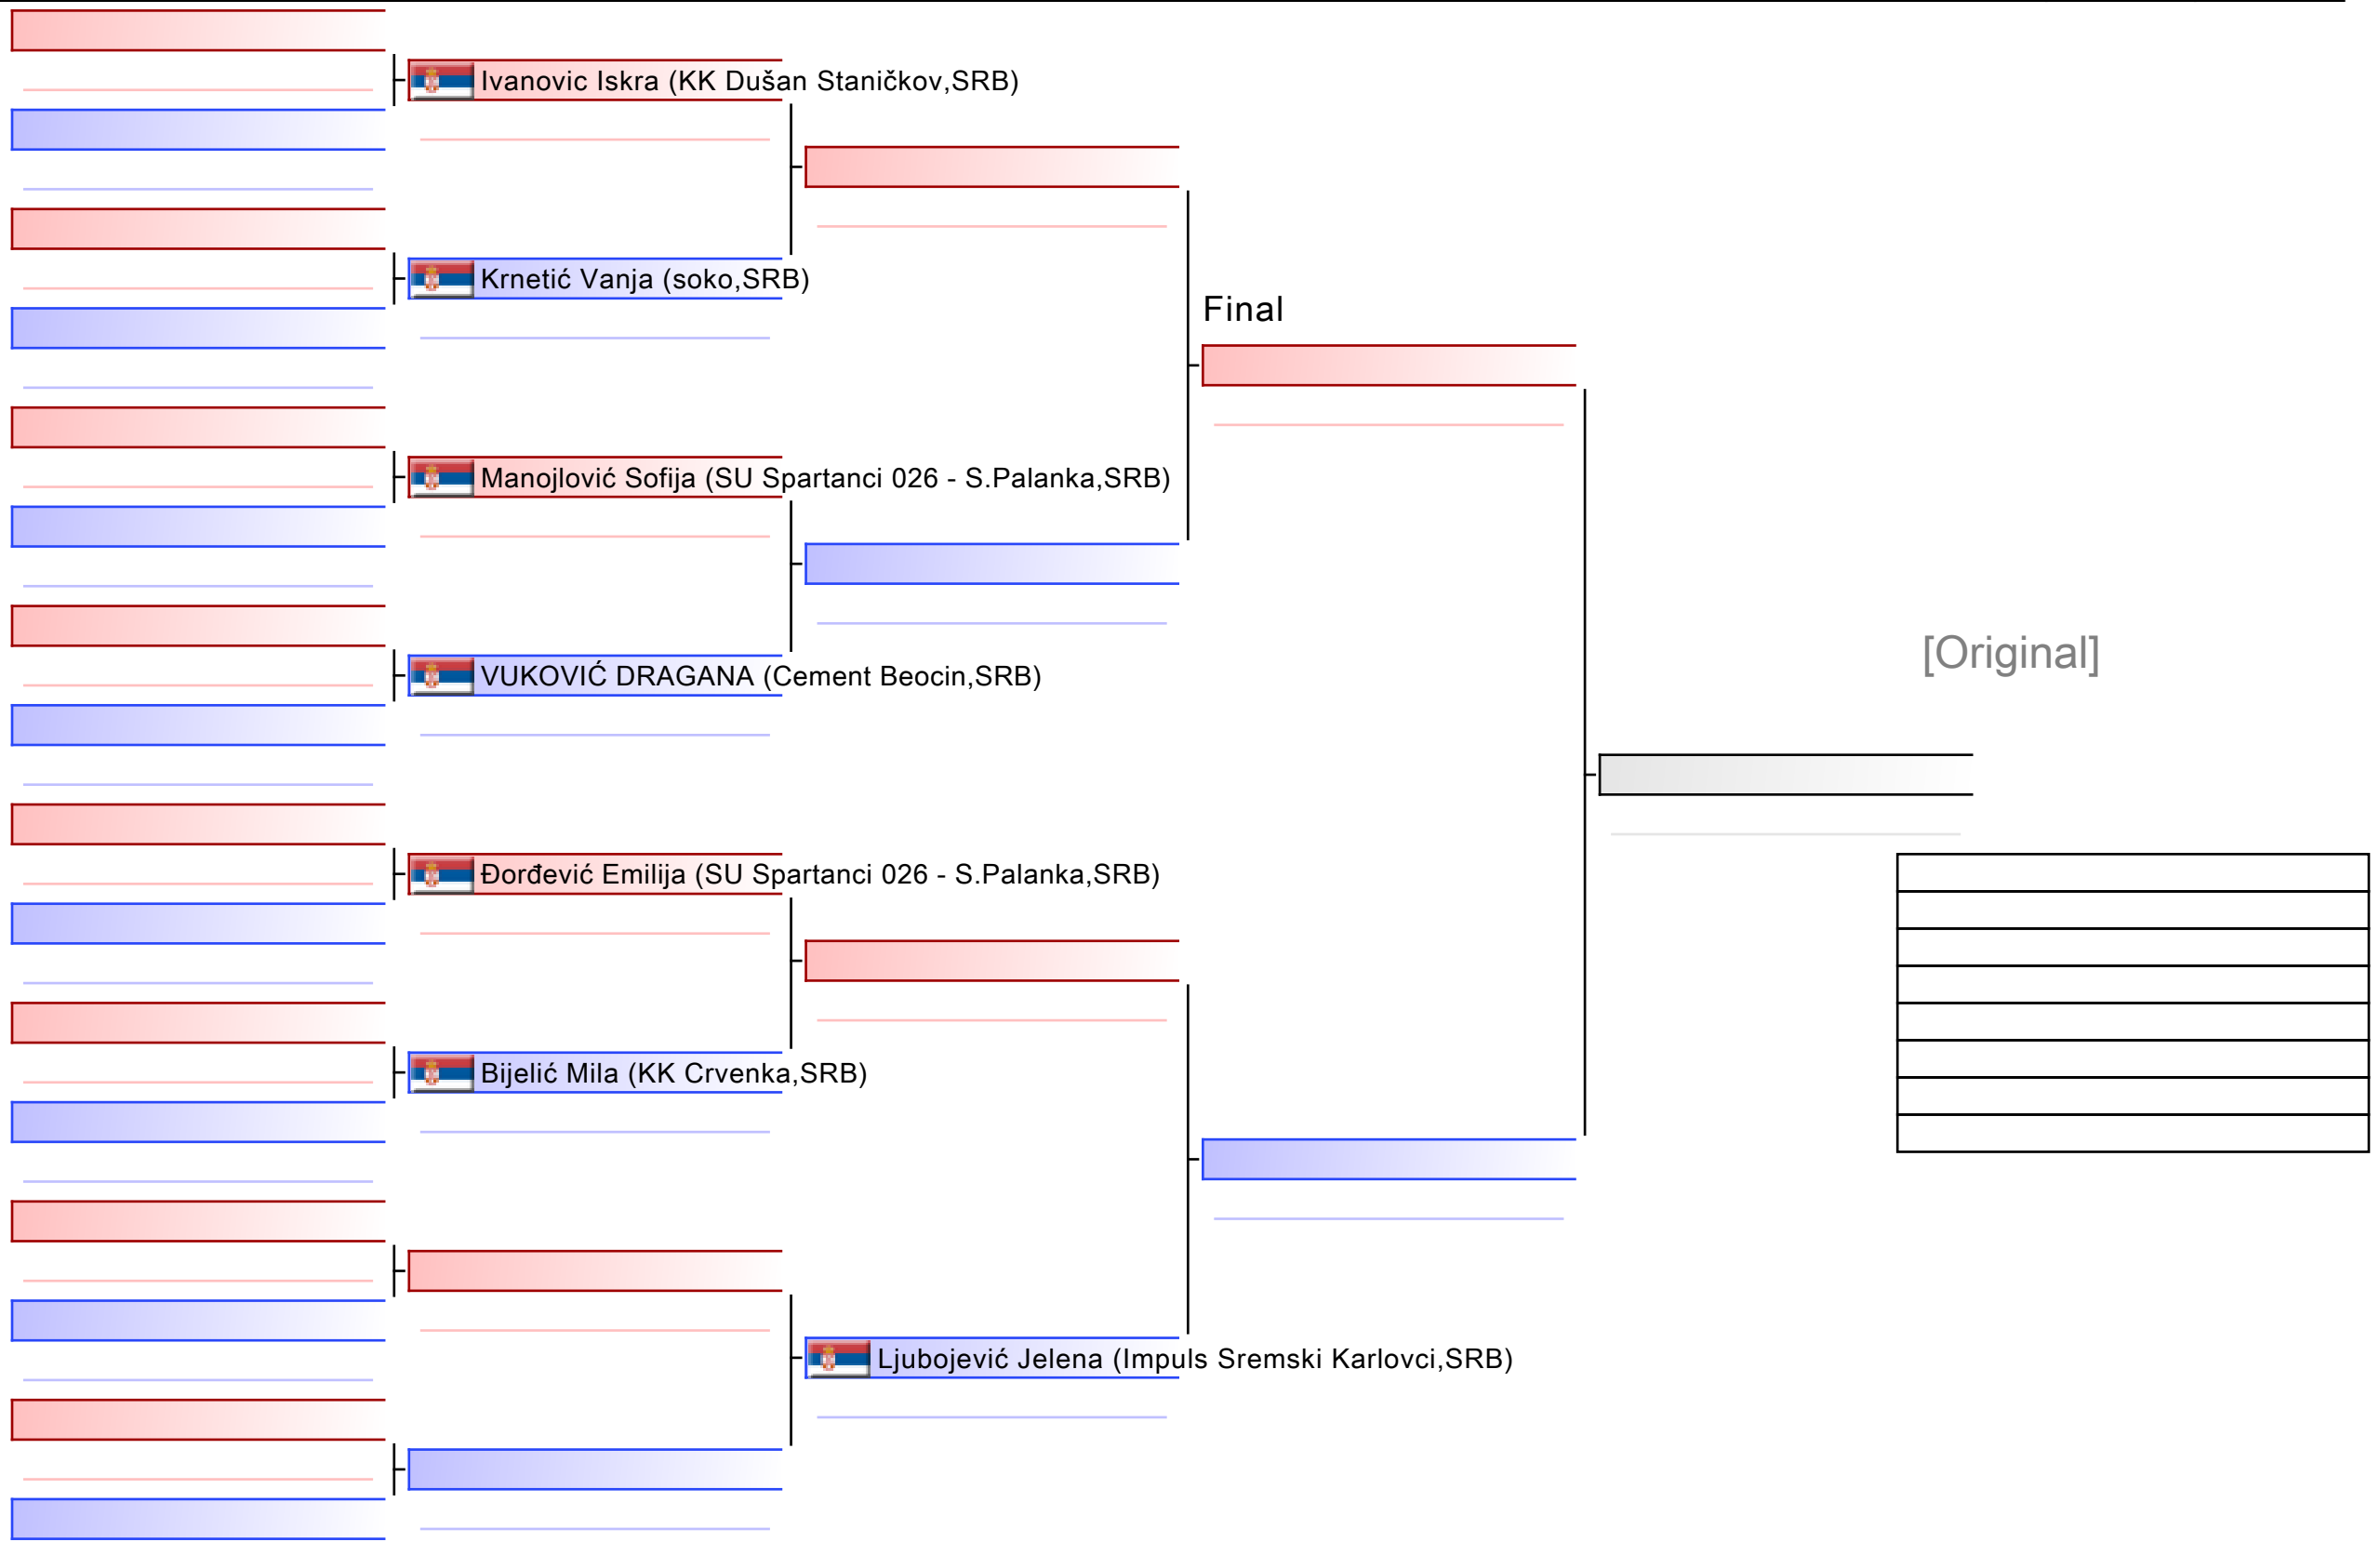 Ivanovic Iskra (KK Dušan Staničkov,SRB)
Krnetić Vanja (soko,SRB)
Final
Manojlović Sofija (SU Spartanci 026 - S.Palanka,SRB)
[Original]
VUKOVIĆ DRAGANA (Cement Beocin,SRB)
Đorđević Emilija (SU Spartanci 026 - S.Palanka,SRB)
Bijelić Mila (KK Crvenka,SRB)
Ljubojević Jelena (Impuls Sremski Karlovci,SRB)